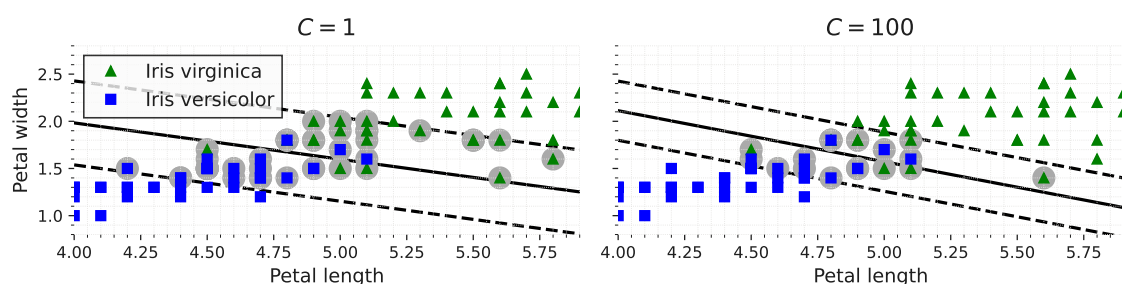 C = 1
Petal width
2.5
2.0
1.5
1.0
Iris virginica
Iris versicolor
4.00 4.25 4.50 4.75 5.00 5.25 5.50 5.75
Petal length
C = 100
4.00 4.25 4.50 4.75 5.00 5.25 5.50 5.75
Petal length